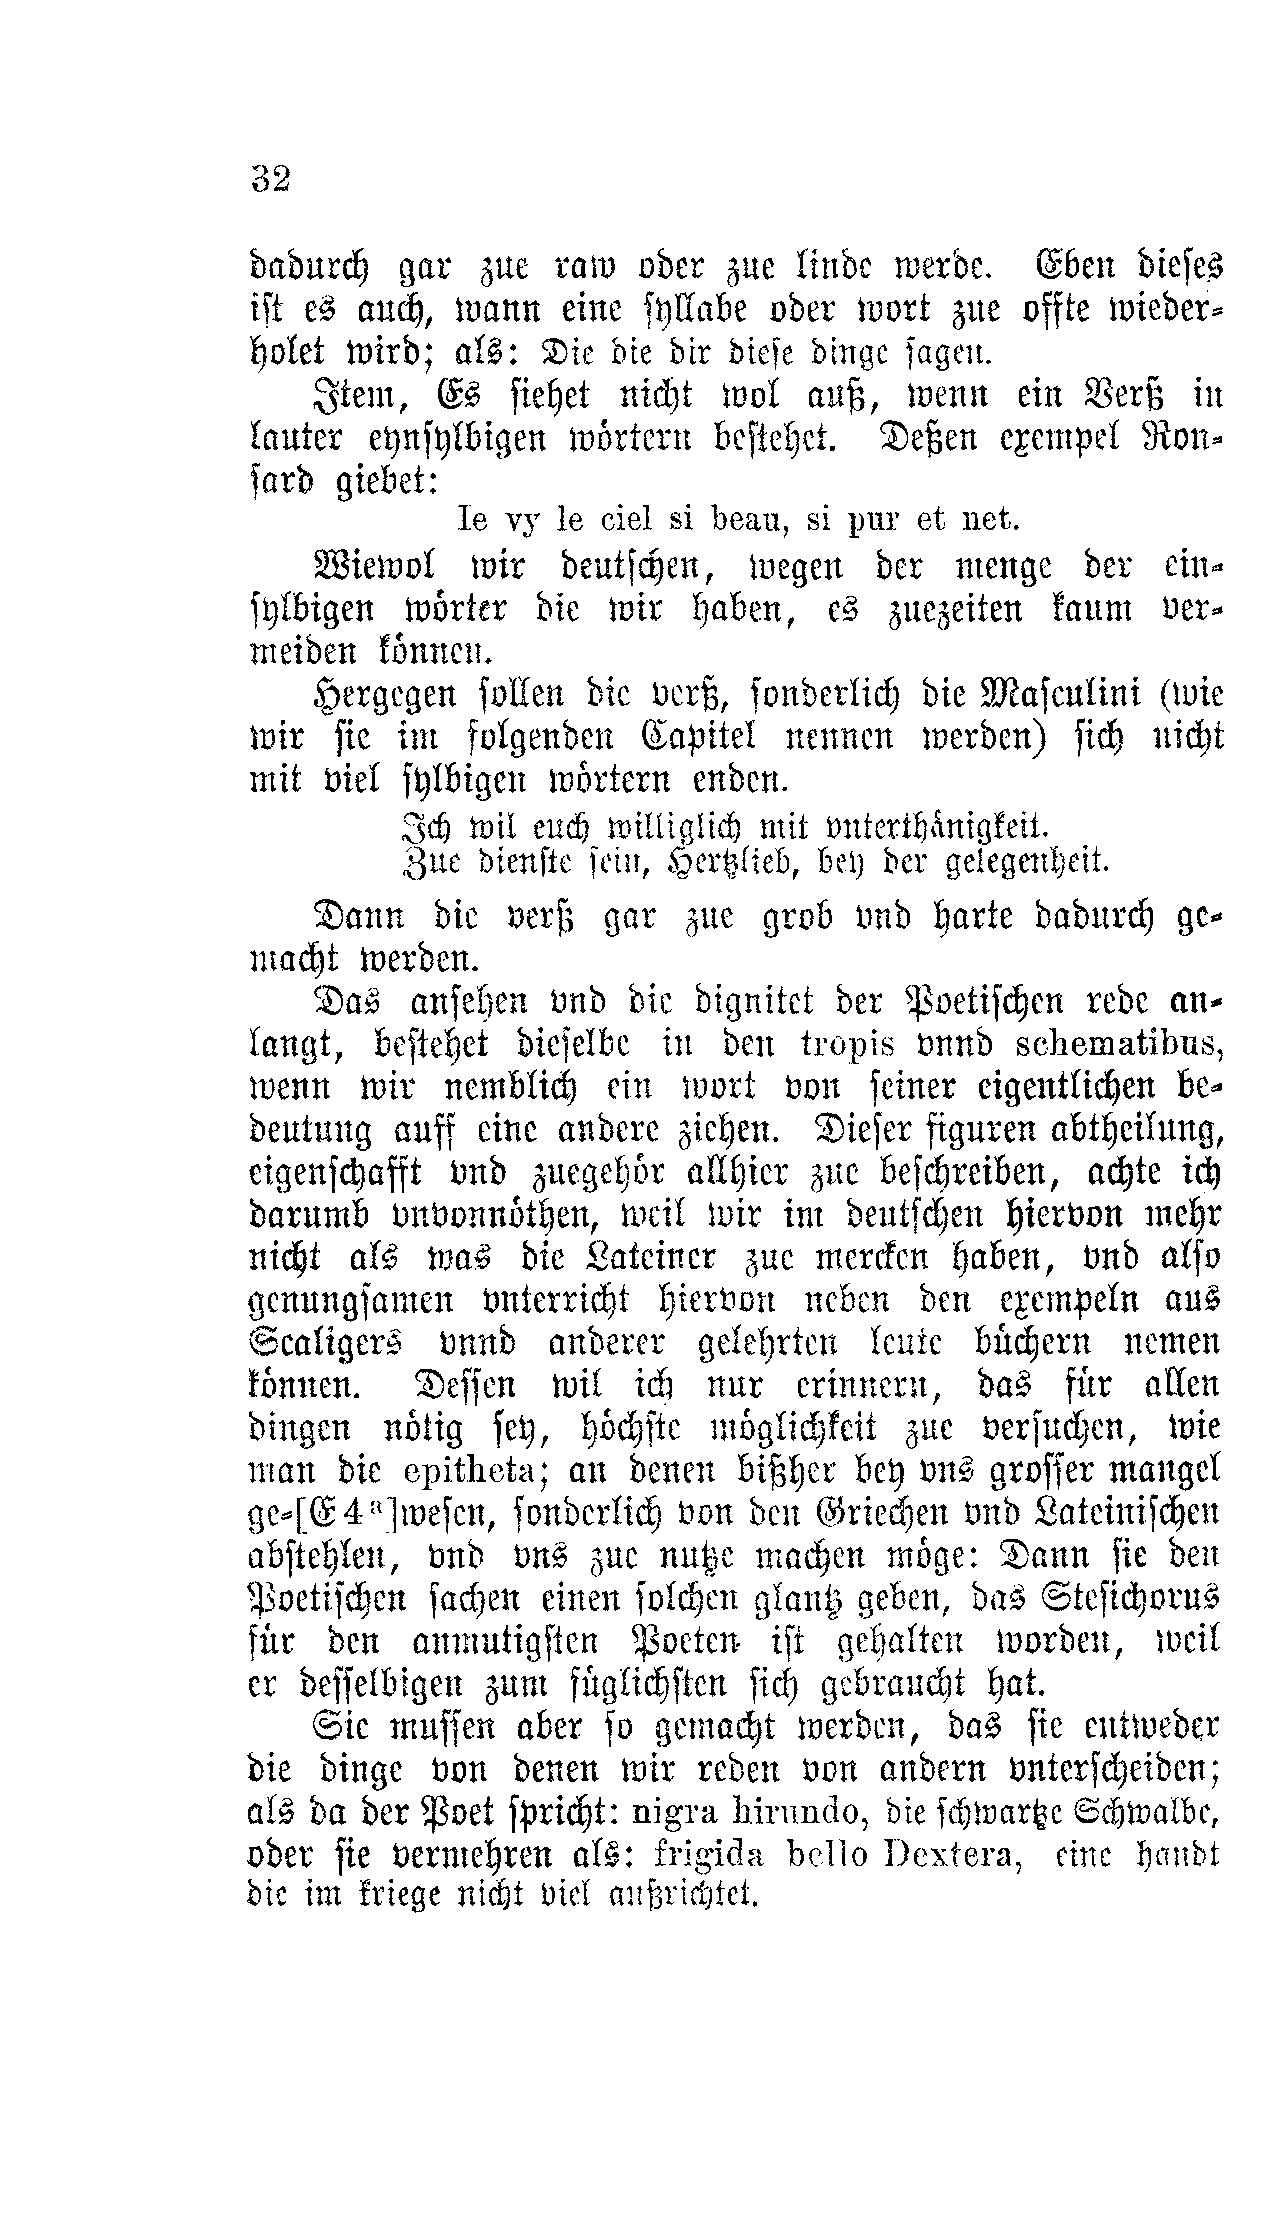 32
dadurch gar zue raw oder zue linde werde. Eben dieses
ist es auch, wann eine syllabe oder wort zue offte wieder-
holet wird; als: Die die dir diese dinge sagen.
Item, Es siehet nicht wol auß, wenn ein Verß in
lauter eynsylbigen wörtern bestehet. Deßen exempel Ron-
sard giebet:
Ie vy le ciel si beau, si pur et net.
Wiewol wir deutschen, wegen der menge der ein-
sylbigen wörter die wir haben, es zuezeiten kaum ver-
meiden können.
Hergegen sollen die verß, sonderlich die Masculini (wie
wir sie im folgenden Capitel nennen werden) sich nicht
mit viel sylbigen wörtern enden.
Ich wil euch williglich mit vnterthänigkeit.
Zue dienste sein, Hertzlieb, bey der gelegenheit.
Dann die verß gar zue grob vnd harte dadurch ge-
macht werden.
Das ansehen vnd die dignitet der Poetischen rede an-
langt, bestehet dieselbe in den tropis vnnd schematibus,
wenn wir nemblich ein wort von seiner eigentlichen be-
deutung auff eine andere ziehen. Dieser figuren abtheilung,
eigenschafft vnd zuegehör allhier zue beschreiben, achte ich
darumb vnvonnöthen, weil wir im deutschen hiervon mehr
nicht als was die Lateiner zue mercken haben, vnd also
genungsamen vnterricht hiervon neben den exempeln aus
Scaligers vnnd anderer gelehrten leute büchern nemen
können. Dessen wil ich nur erinnern, das für allen
dingen nötig sey, höchste möglichkeit zue versuchen, wie
man die epitheta; an denen bißher bey vns grosser mangel
ge-[E 4ª]wesen, sonderlich von den Griechen vnd Lateinischen
abstehlen, vnd vns zue nutze machen möge: Dann sie den
Poetischen sachen einen solchen glantz geben, das Stesichorus
für den anmutigsten Poeten ist gehalten worden, weil
er desselbigen zum füglichsten sich gebraucht hat.
Sie mussen aber so gemacht werden, das sie entweder
die dinge von denen wir reden von andern vnterscheiden;
als da der Poet spricht: nigra hirundo, die schwartze Schwalbe,
oder sie vermehren als: frigida bello Dextera, eine handt
die im kriege nicht viel außrichtet.